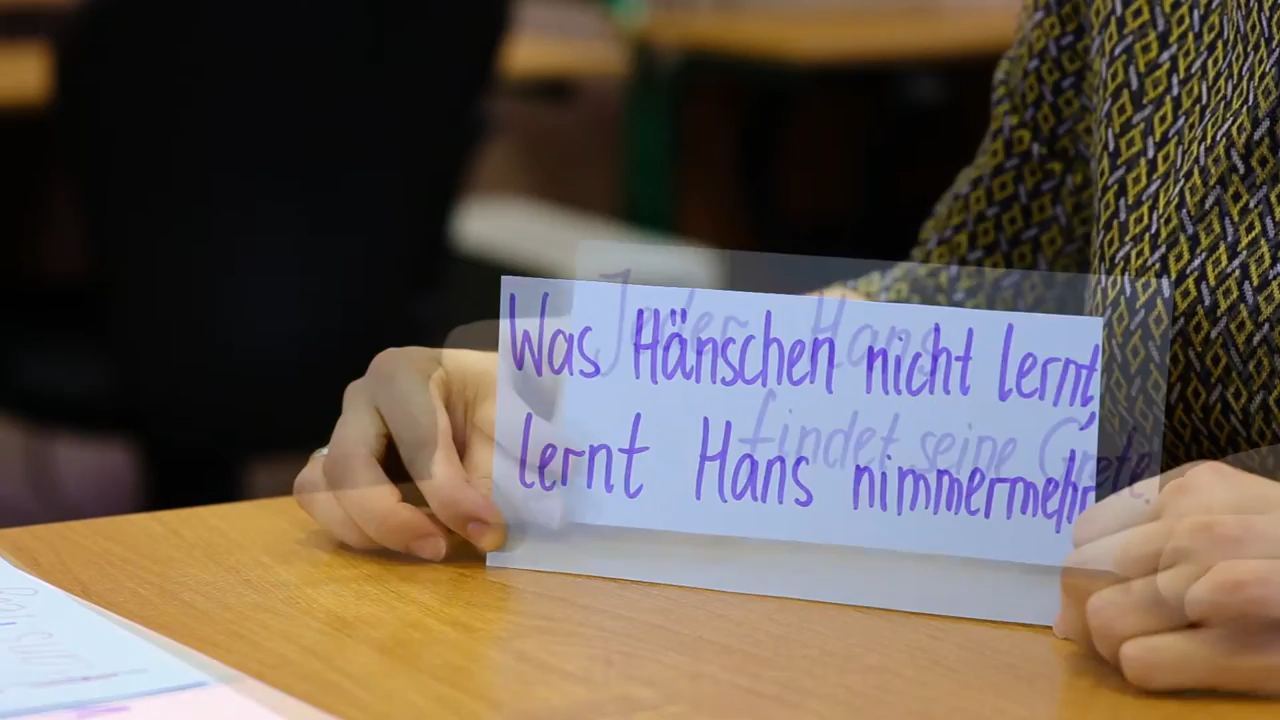 Was Hänschen nicht lernt,
lernt Hans nimmermehr
Jeder Hans
findet seine Grete.